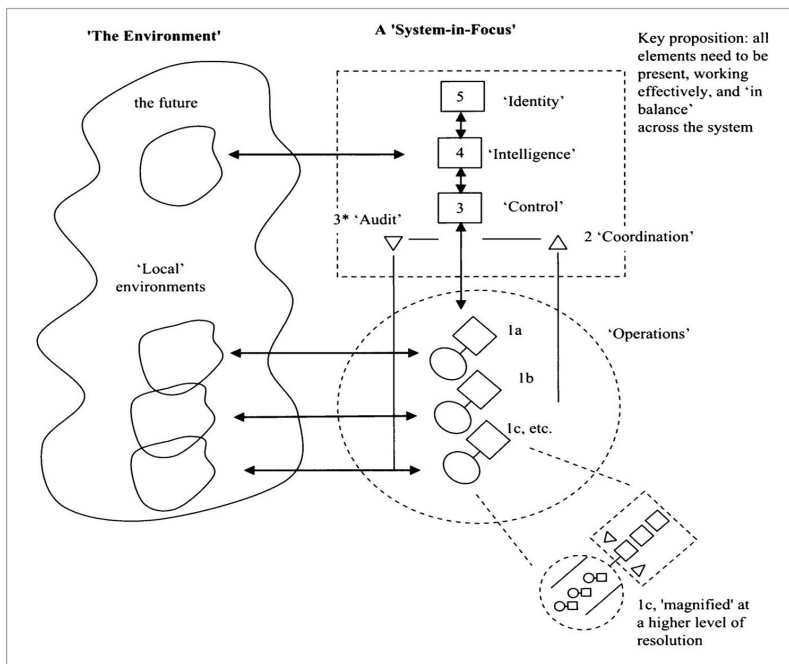 'The Environment'
A 'System-in-Focus'
Key proposition: all
elements need to be
present, working
effectively, and ‘in
balance’
across the system
the future
5
‘Identity’
4
‘Intelligence’
3
‘Control’
3* ‘Audit’
2 ‘Coordination’
‘Local’
environments
‘Operations’
1a
1b
1c, etc.
1c, 'magnified' at
a higher level of
resolution